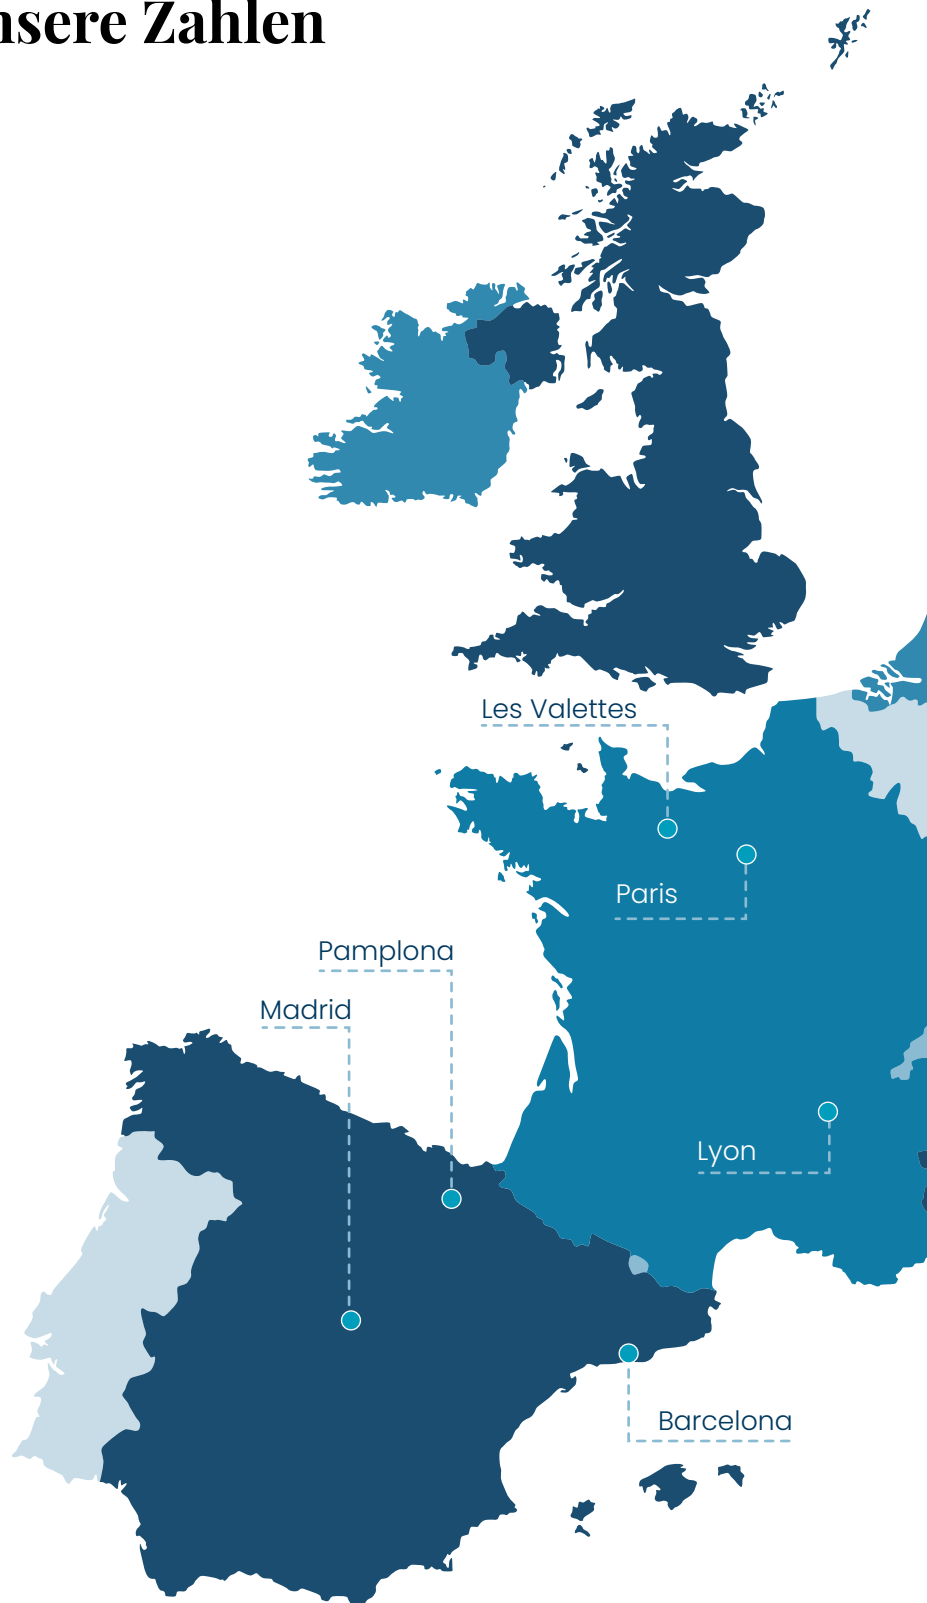 nsere Zahlen
Les Valettes
Paris
Pamplona
Madrid
Lyon
Barcelona